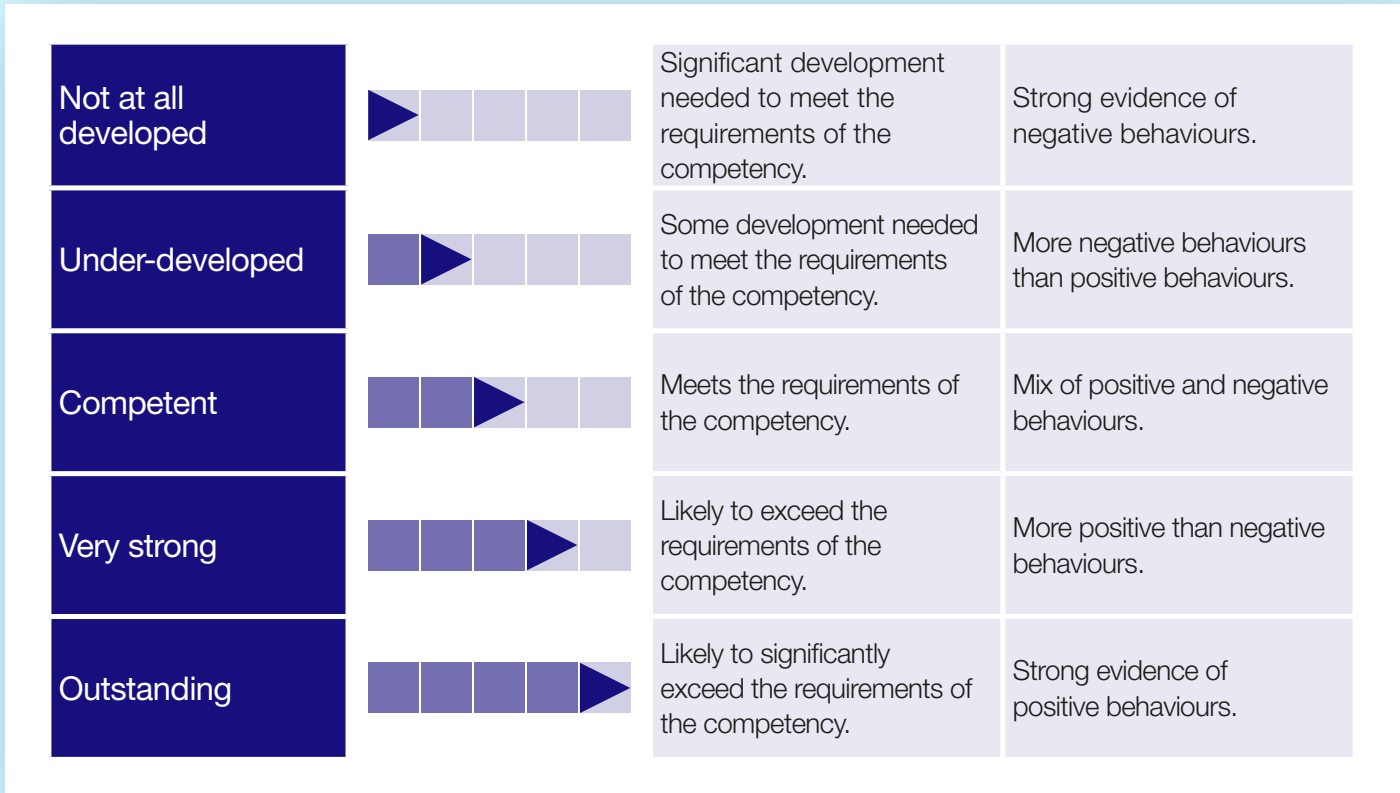 Not at all
developed
Significant development
needed to meet the
requirements of the
competency.
Strong evidence of
negative behaviours.
Under-developed
Some development needed
to meet the requirements
of the competency.
More negative behaviours
than positive behaviours.
Competent
Meets the requirements of
the competency.
Mix of positive and negative
behaviours.
Very strong
Likely to exceed the
requirements of the
competency.
More positive than negative
behaviours.
Outstanding
Likely to significantly
exceed the requirements of
the competency.
Strong evidence of
positive behaviours.